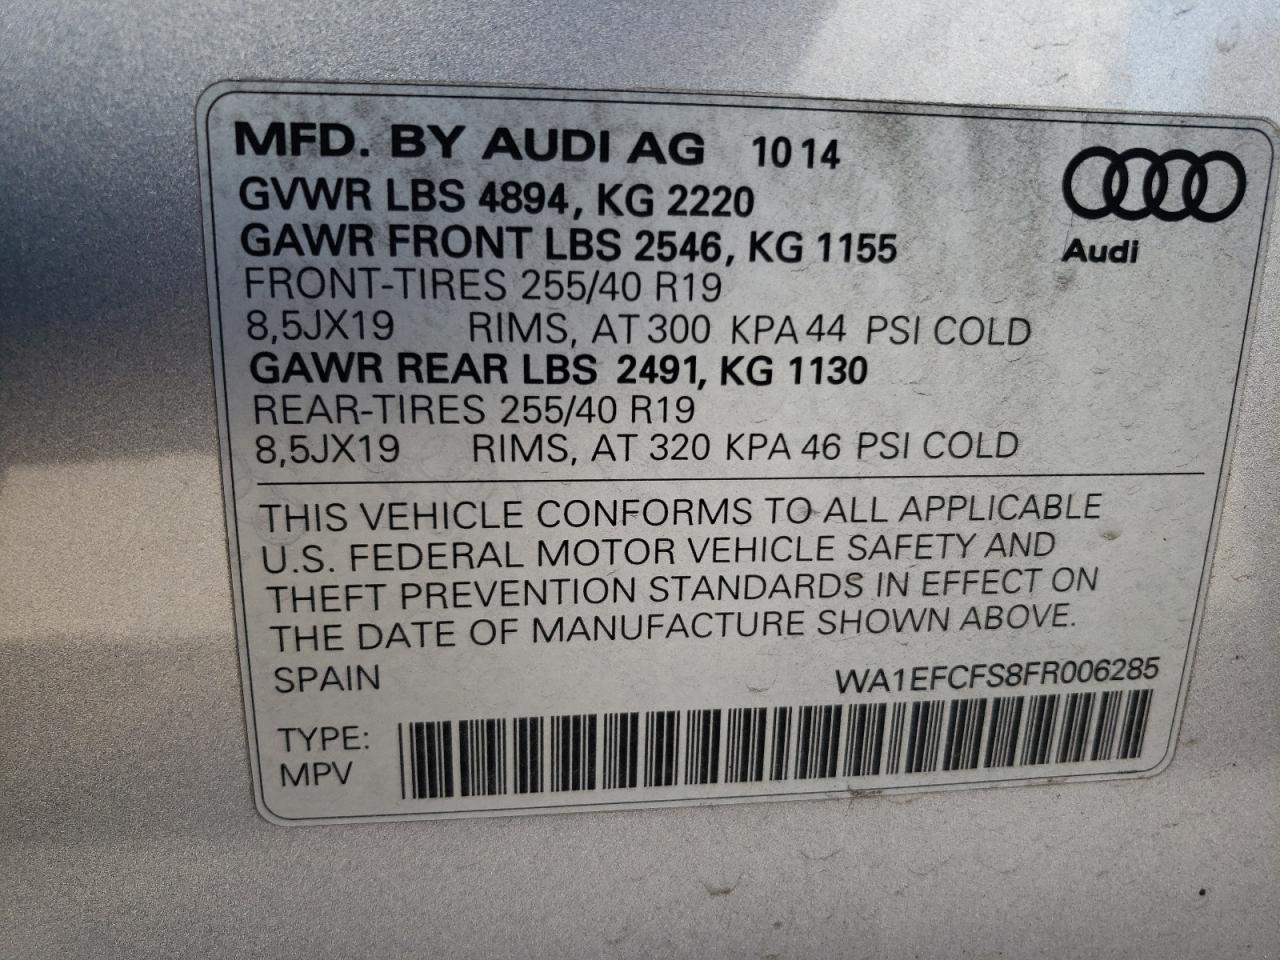 MFD. BY AUDI AG 10 14
GVWR LBS 4894, KG 2220
GAWR FRONT LBS 2546, KG 1155
Audi
FRONT-TIRES 255/40 R19
8,5JX19 RIMS, AT 300 KPA 44 PSI COLD
GAWR REAR LBS 2491, KG 1130
REAR-TIRES 255/40 R19
8,5JX19 RIMS, AT 320 KPA 46 PSI COLD
THIS VEHICLE CONFORMS TO ALL APPLICABLE
U.S. FEDERAL MOTOR VEHICLE SAFETY AND
THEFT PREVENTION STANDARDS IN EFFECT ON
THE DATE OF MANUFACTURE SHOWN ABOVE.
SPAIN WA1EFCFS8FR006285
TYPE:
MPV